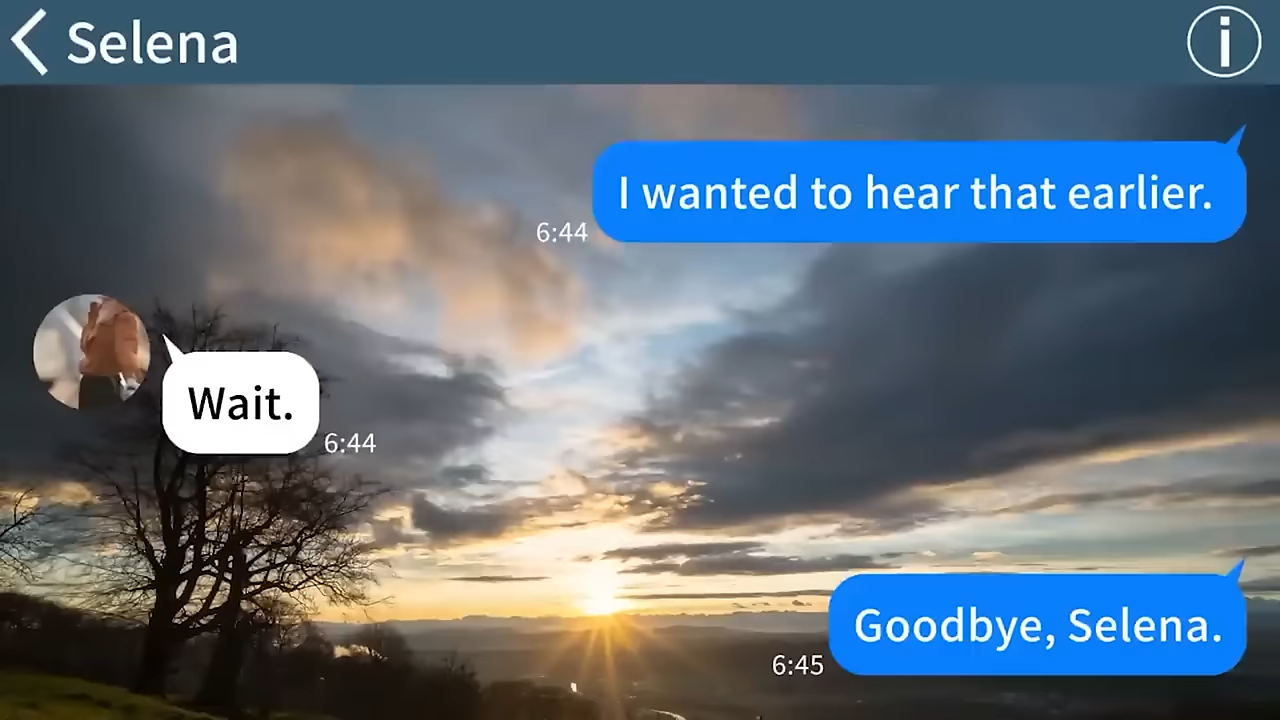 Selena
I wanted to hear that earlier.
6:44
Wait.
6:44
Goodbye, Selena.
6:45